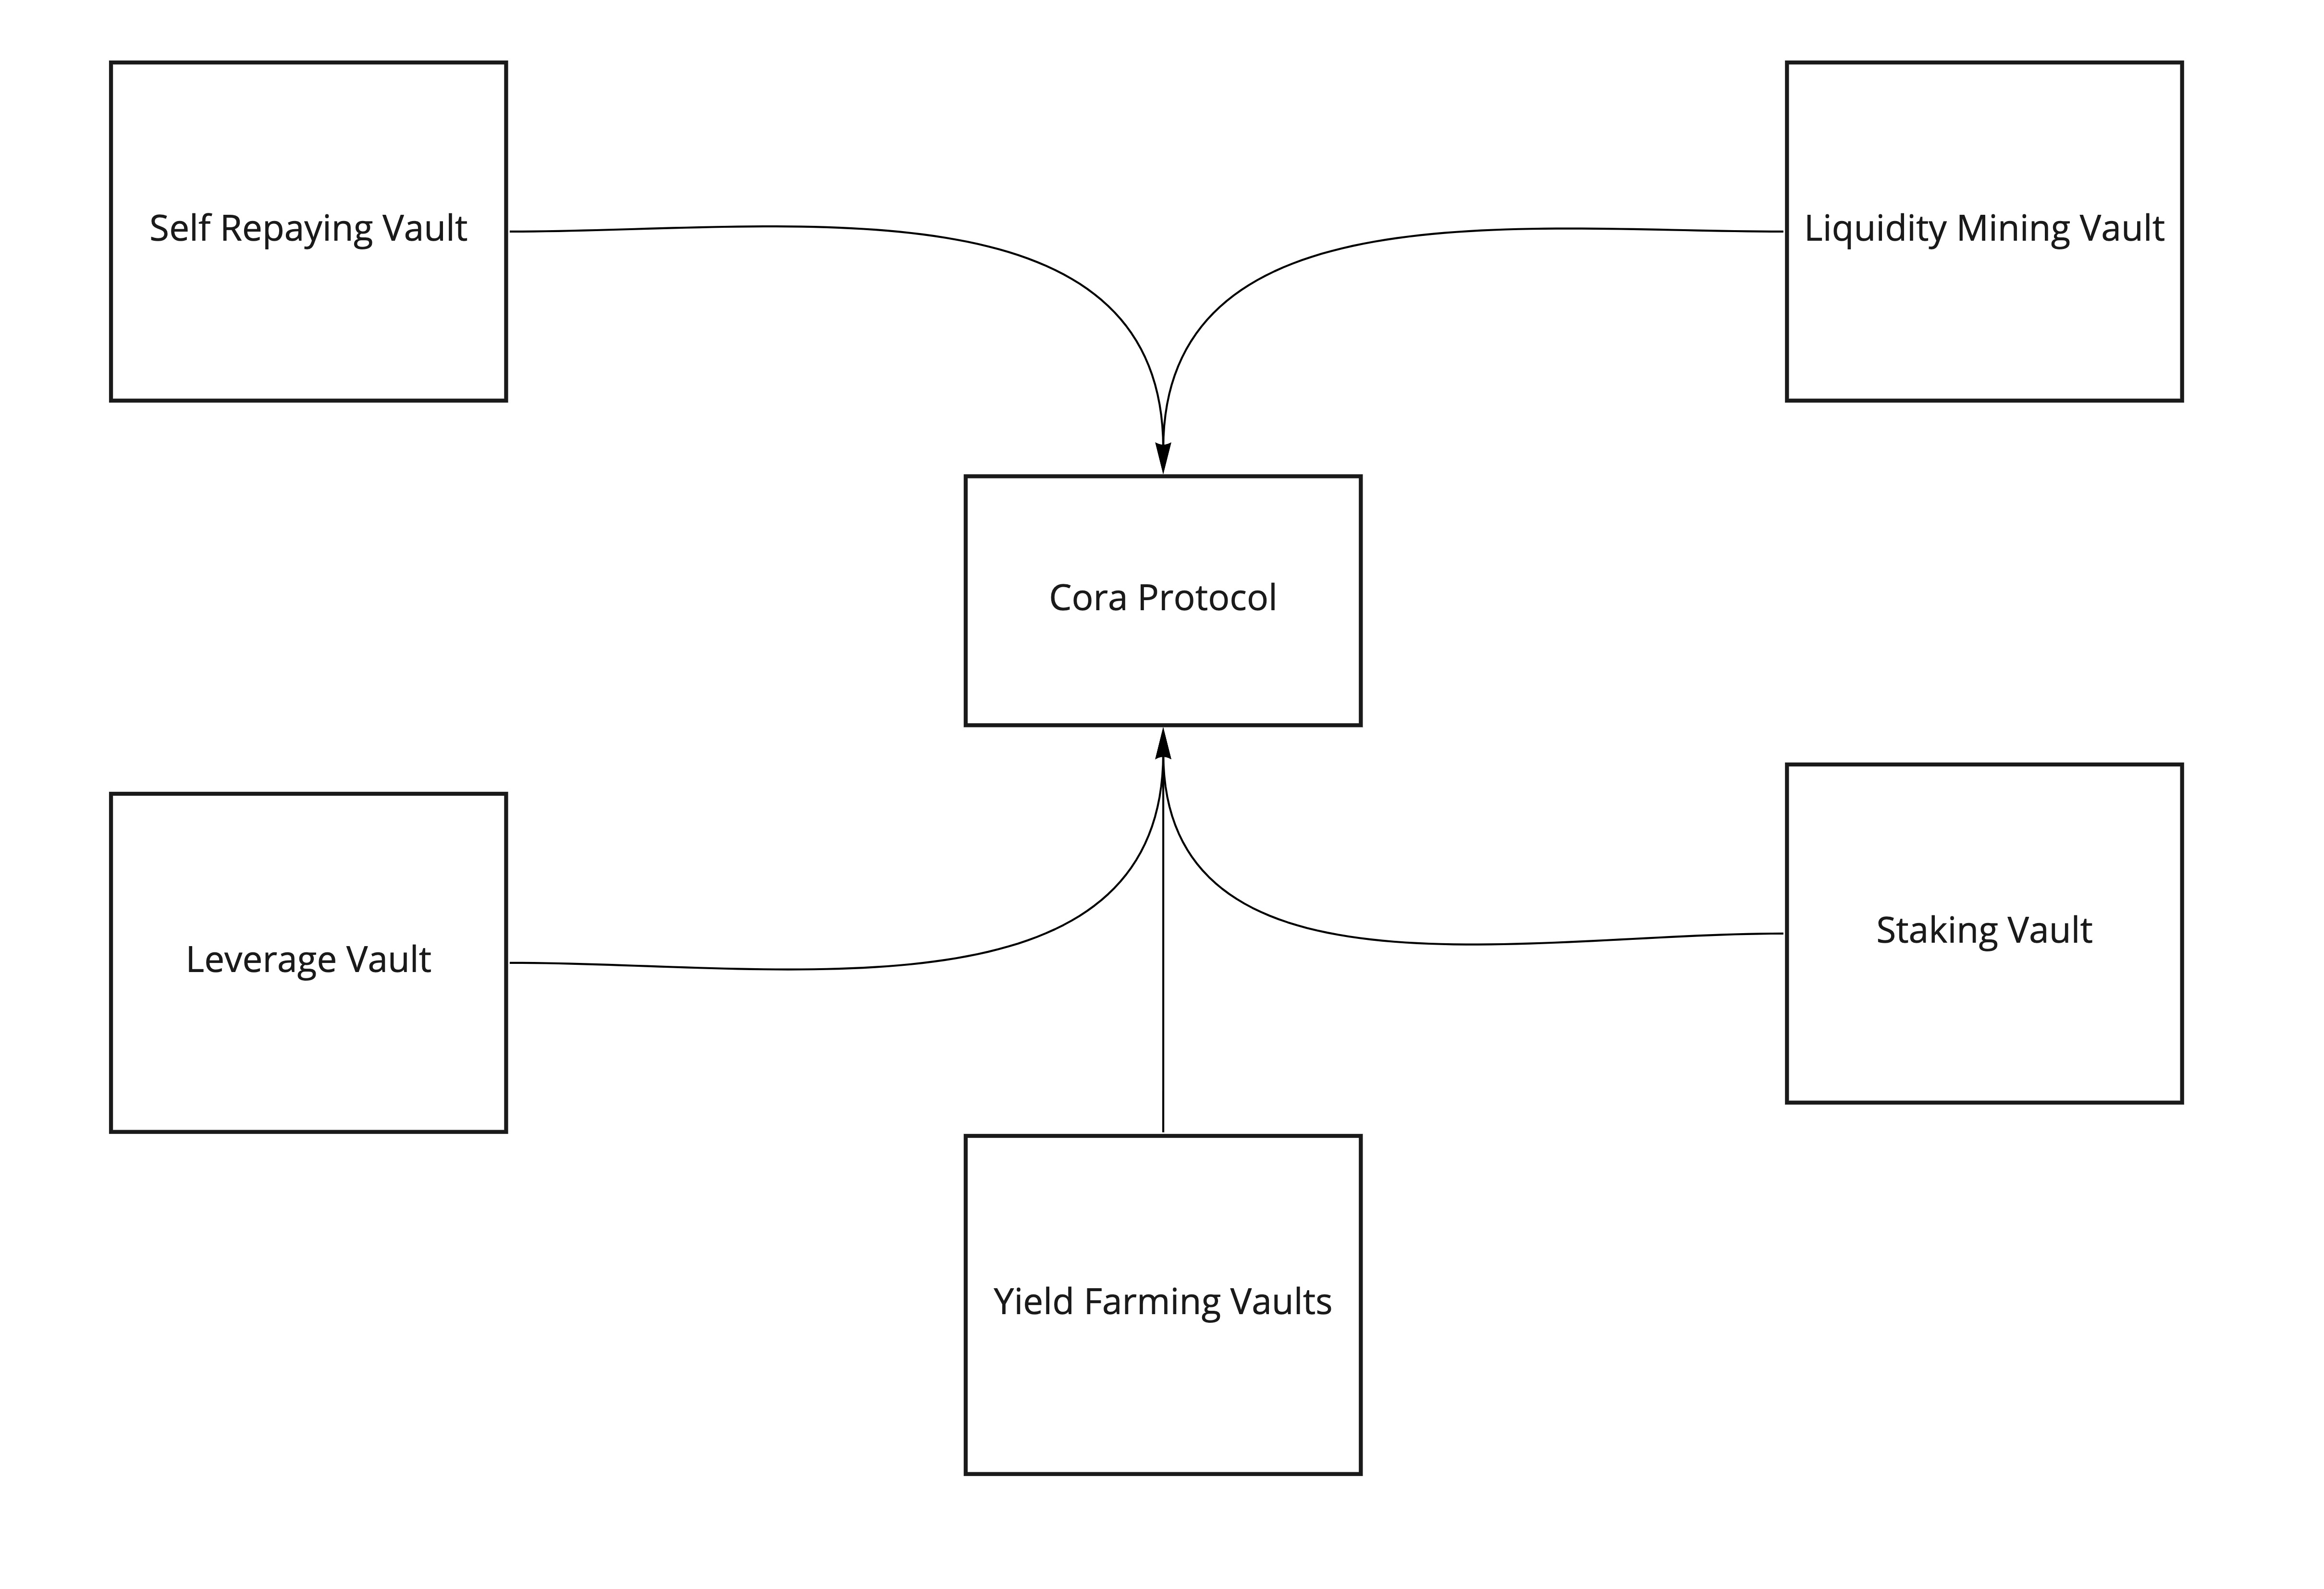 Self Repaying Vault
Liquidity Mining Vault
Cora Protocol
Leverage Vault
Staking Vault
Yield Farming Vaults